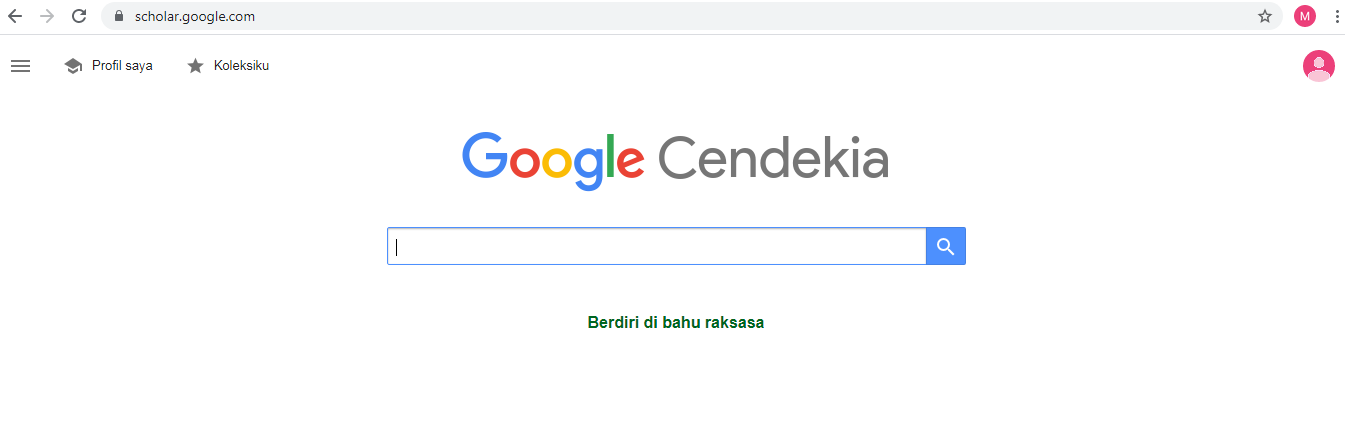 scholar.google.com
M
Profil saya
Koleksiku
Google Cendekia
Berdiri di bahu raksasa